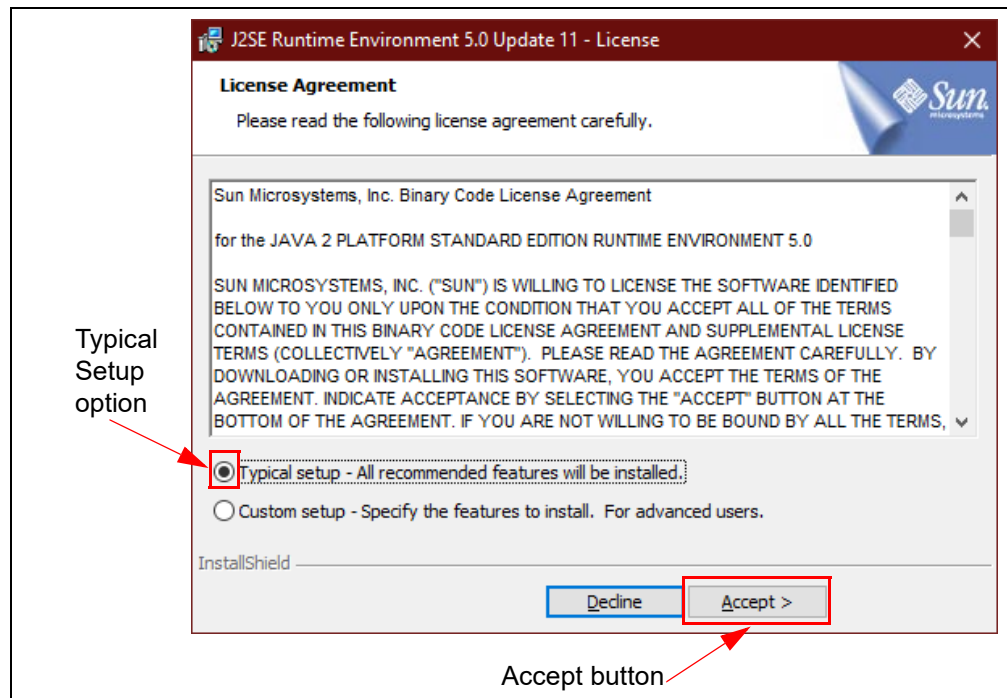 J2SE Runtime Environment 5.0 Update 11 - License
License Agreement
Please read the following license agreement carefully.
Sun
microsystems
Sun Microsystems, Inc. Binary Code License Agreement
for the JAVA 2 PLATFORM STANDARD EDITION RUNTIME ENVIRONMENT 5.0
SUN MICROSYSTEMS, INC. ("SUN") IS WILLING TO LICENSE THE SOFTWARE IDENTIFIED
BELOW TO YOU ONLY UPON THE CONDITION THAT YOU ACCEPT ALL OF THE TERMS
CONTAINED IN THIS BINARY CODE LICENSE AGREEMENT AND SUPPLEMENTAL LICENSE
TERMS (COLLECTIVELY "AGREEMENT").  PLEASE READ THE AGREEMENT CAREFULLY.  BY
DOWNLOADING OR INSTALLING THIS SOFTWARE, YOU ACCEPT THE TERMS OF THE
AGREEMENT. INDICATE ACCEPTANCE BY SELECTING THE "ACCEPT" BUTTON AT THE
BOTTOM OF THE AGREEMENT. IF YOU ARE NOT WILLING TO BE BOUND BY ALL THE TERMS,
Typical
Setup
option
Typical setup - All recommended features will be installed.
Custom setup - Specify the features to install.  For advanced users.
InstallShield
Decline
Accept >
Accept button